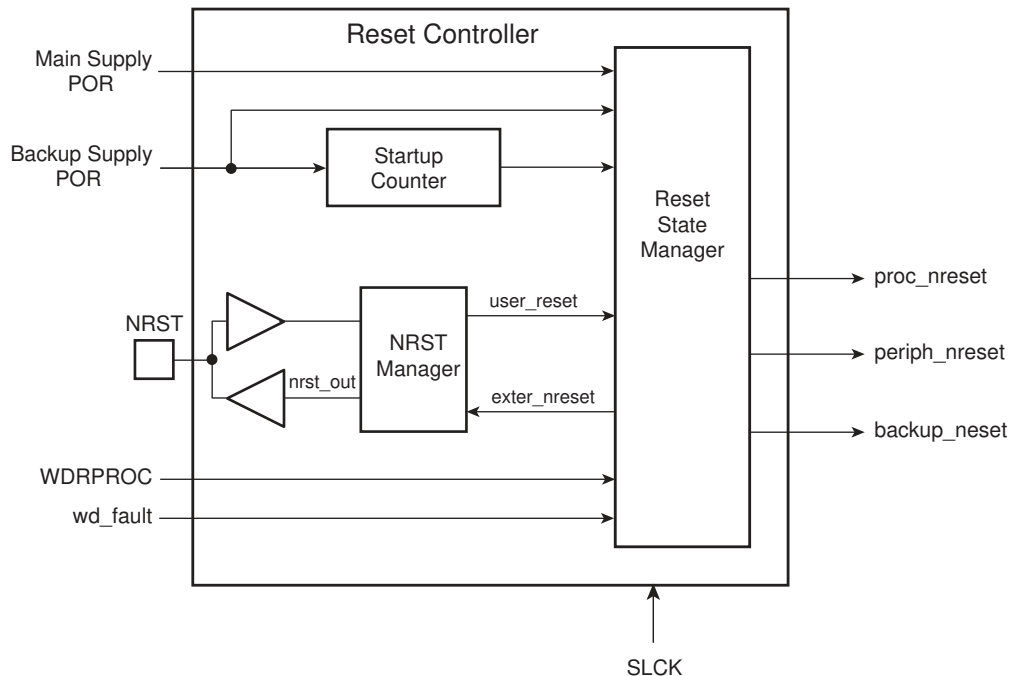 Reset Controller
Main Supply
POR
Backup Supply
POR
Startup
Counter
Reset
State
Manager
NRST
user_reset
NRST
Manager
nrst_out
exter_nreset
proc_nreset
periph_nreset
backup_neset
WDRPROC
wd_fault
SLCK